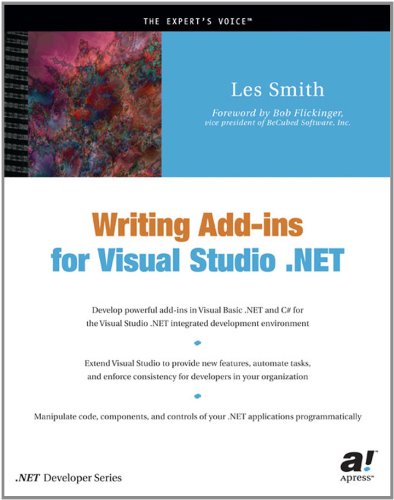 THE EXPERT'S VOICE™
Les Smith
Foreword by Bob Flickinger,
vice president of BeCubed Software, Inc.
Writing Add-ins
for Visual Studio .NET
Develop powerful add-ins in Visual Basic .NET and C# for
the Visual Studio .NET integrated development environment
Extend Visual Studio to provide new features, automate tasks,
and enforce consistency for developers in your organization
Manipulate code, components, and controls of your .NET applications programmatically
.NET Developer Series
a!
Apress®